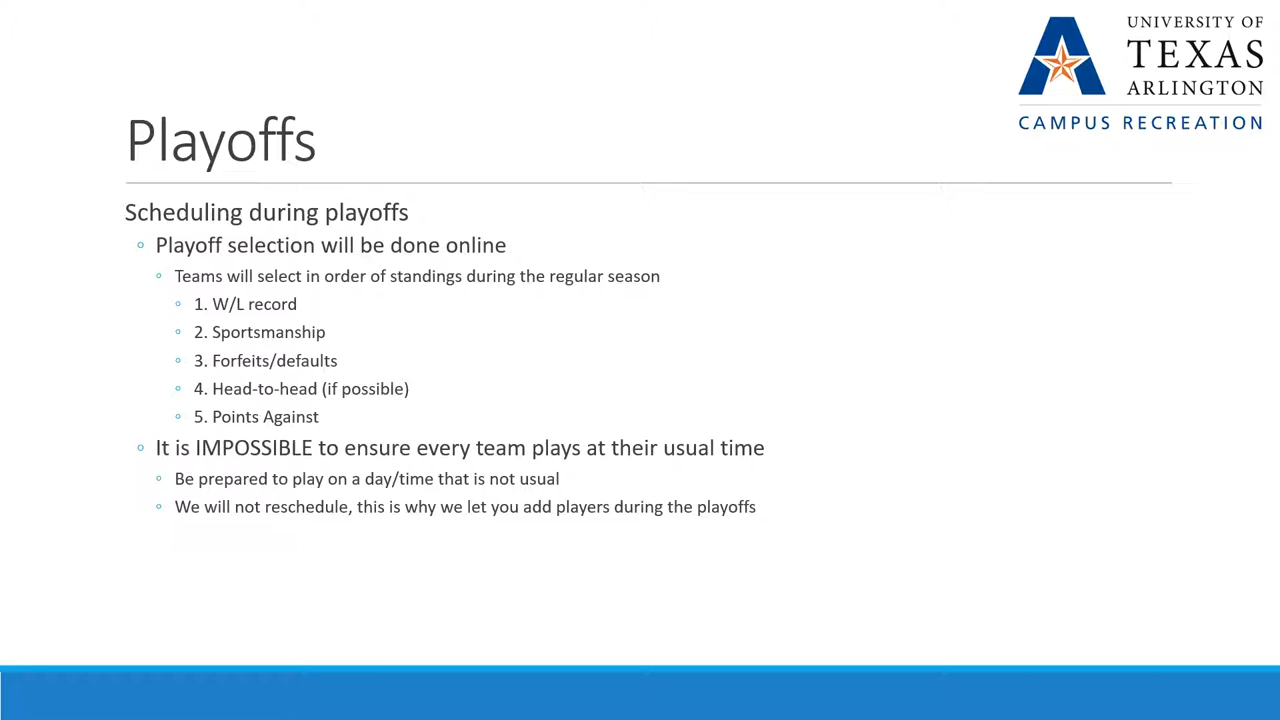 UNIVERSITY OF
TEXAS
ARLINGTON
CAMPUS RECREATION
Playoffs
Scheduling during playoffs
Playoff selection will be done online
Teams will select in order of standings during the regular season
1. W/L record
2. Sportsmanship
3. Forfeits/defaults
4. Head-to-head (if possible)
5. Points Against
It is IMPOSSIBLE to ensure every team plays at their usual time
Be prepared to play on a day/time that is not usual
We will not reschedule, this is why we let you add players during the playoffs